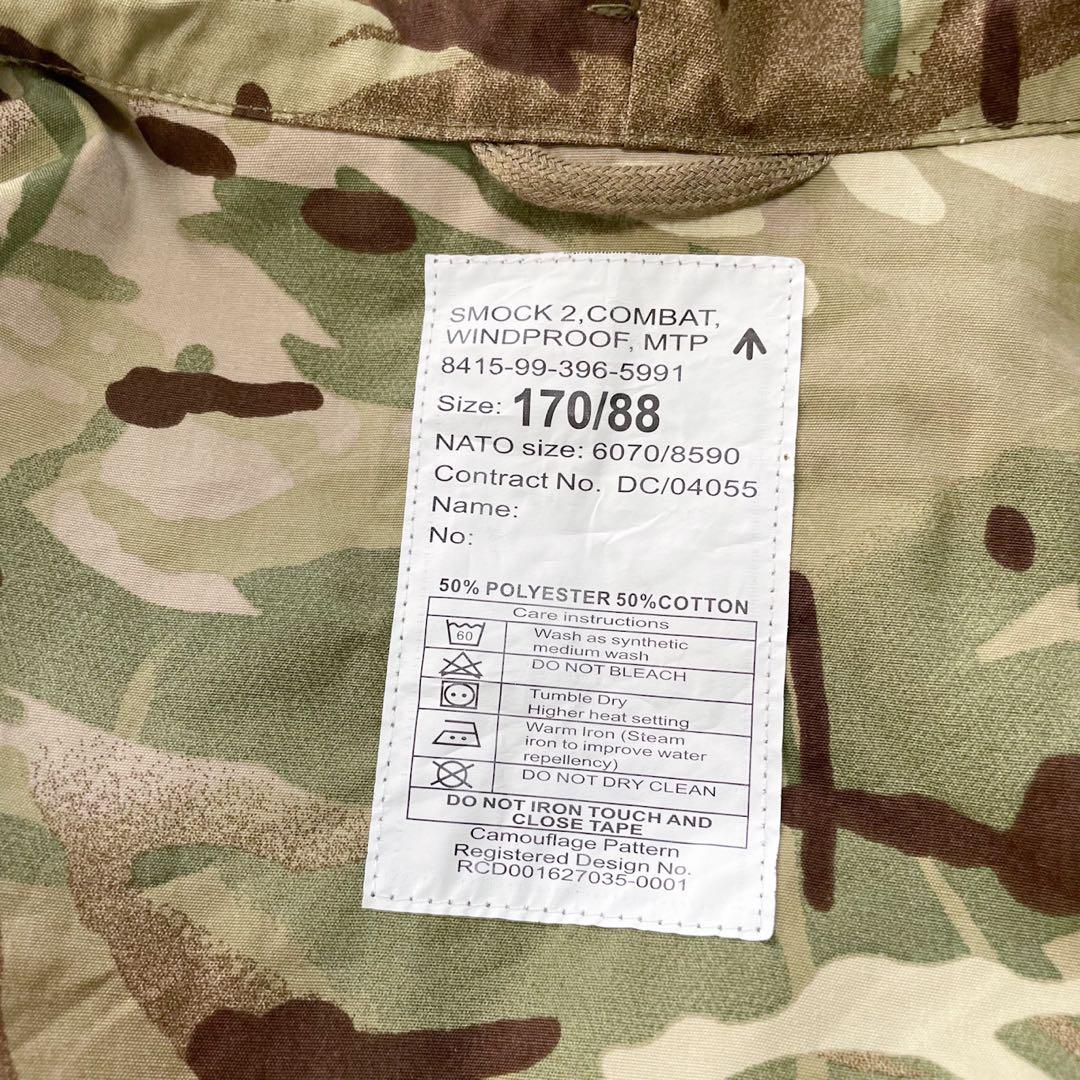 SMOCK 2,COMBAT,
WINDPROOF, MTP
8415-99-396-5991
Size: 170/88
NATO size: 6070/8590
Contract No. DC/04055
Name:
No:
50% POLYESTER 50%COTTON
Care instructions
60
Wash as synthetic
medium wash
DO NOT BLEACH
Tumble Dry
Higher heat setting
Warm Iron (Steam
iron to improve water
repellency)
DO NOT DRY CLEAN
DO NOT IRON TOUCH AND
CLOSE TAPE
Camouflage Pattern
Registered Design No.
RCD001627035-0001